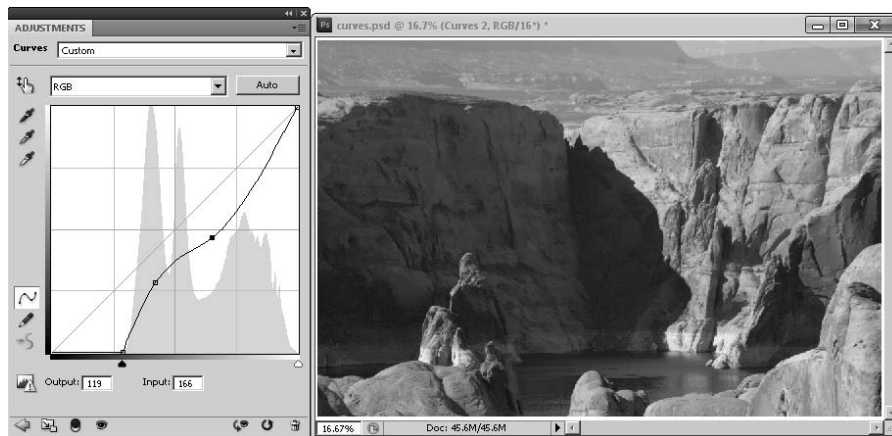 ADJUSTMENTS
Curves Custom
RGB Auto
Output: 119 Input: 166
Ps curves.psd @ 16.7% (Curves 2, RGB/16*) *
16.67% Doc: 45.6M/45.6M